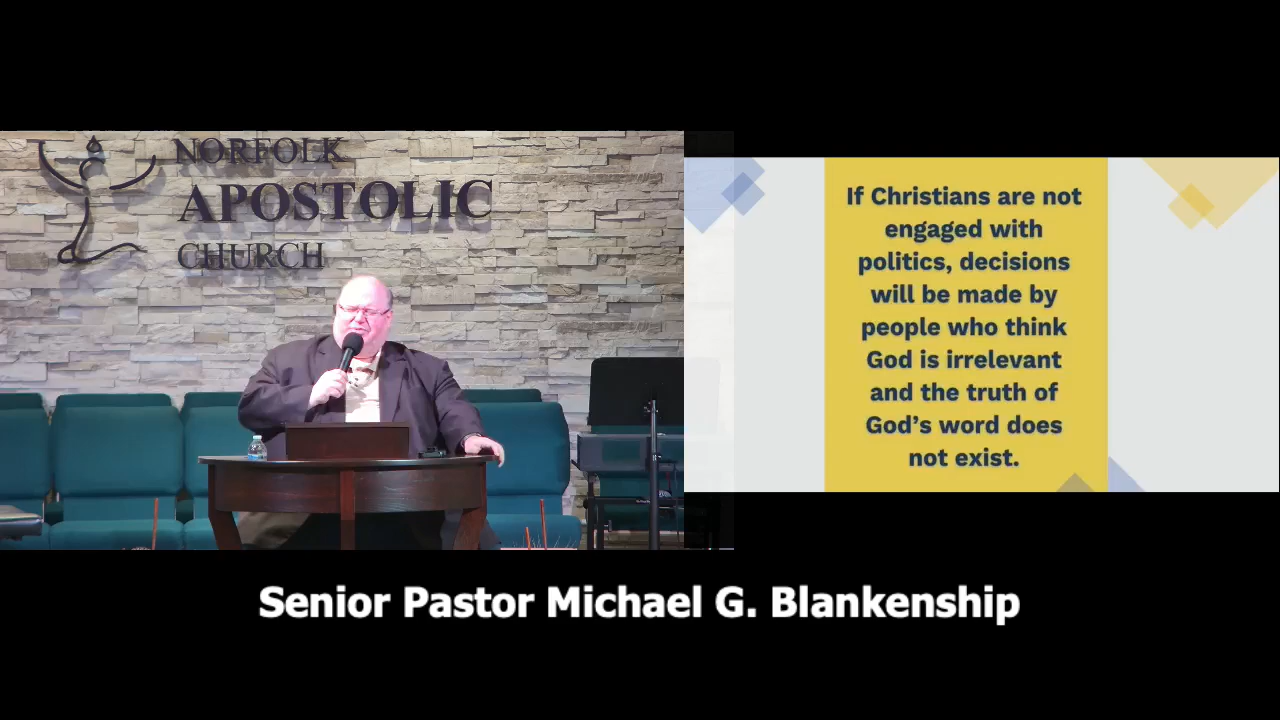 NORFOLK
APOSTOLIC
CHURCH
If Christians are not
engaged with
politics, decisions
will be made by
people who think
God is irrelevant
and the truth of
God's word does
not exist.
Senior Pastor Michael G. Blankenship